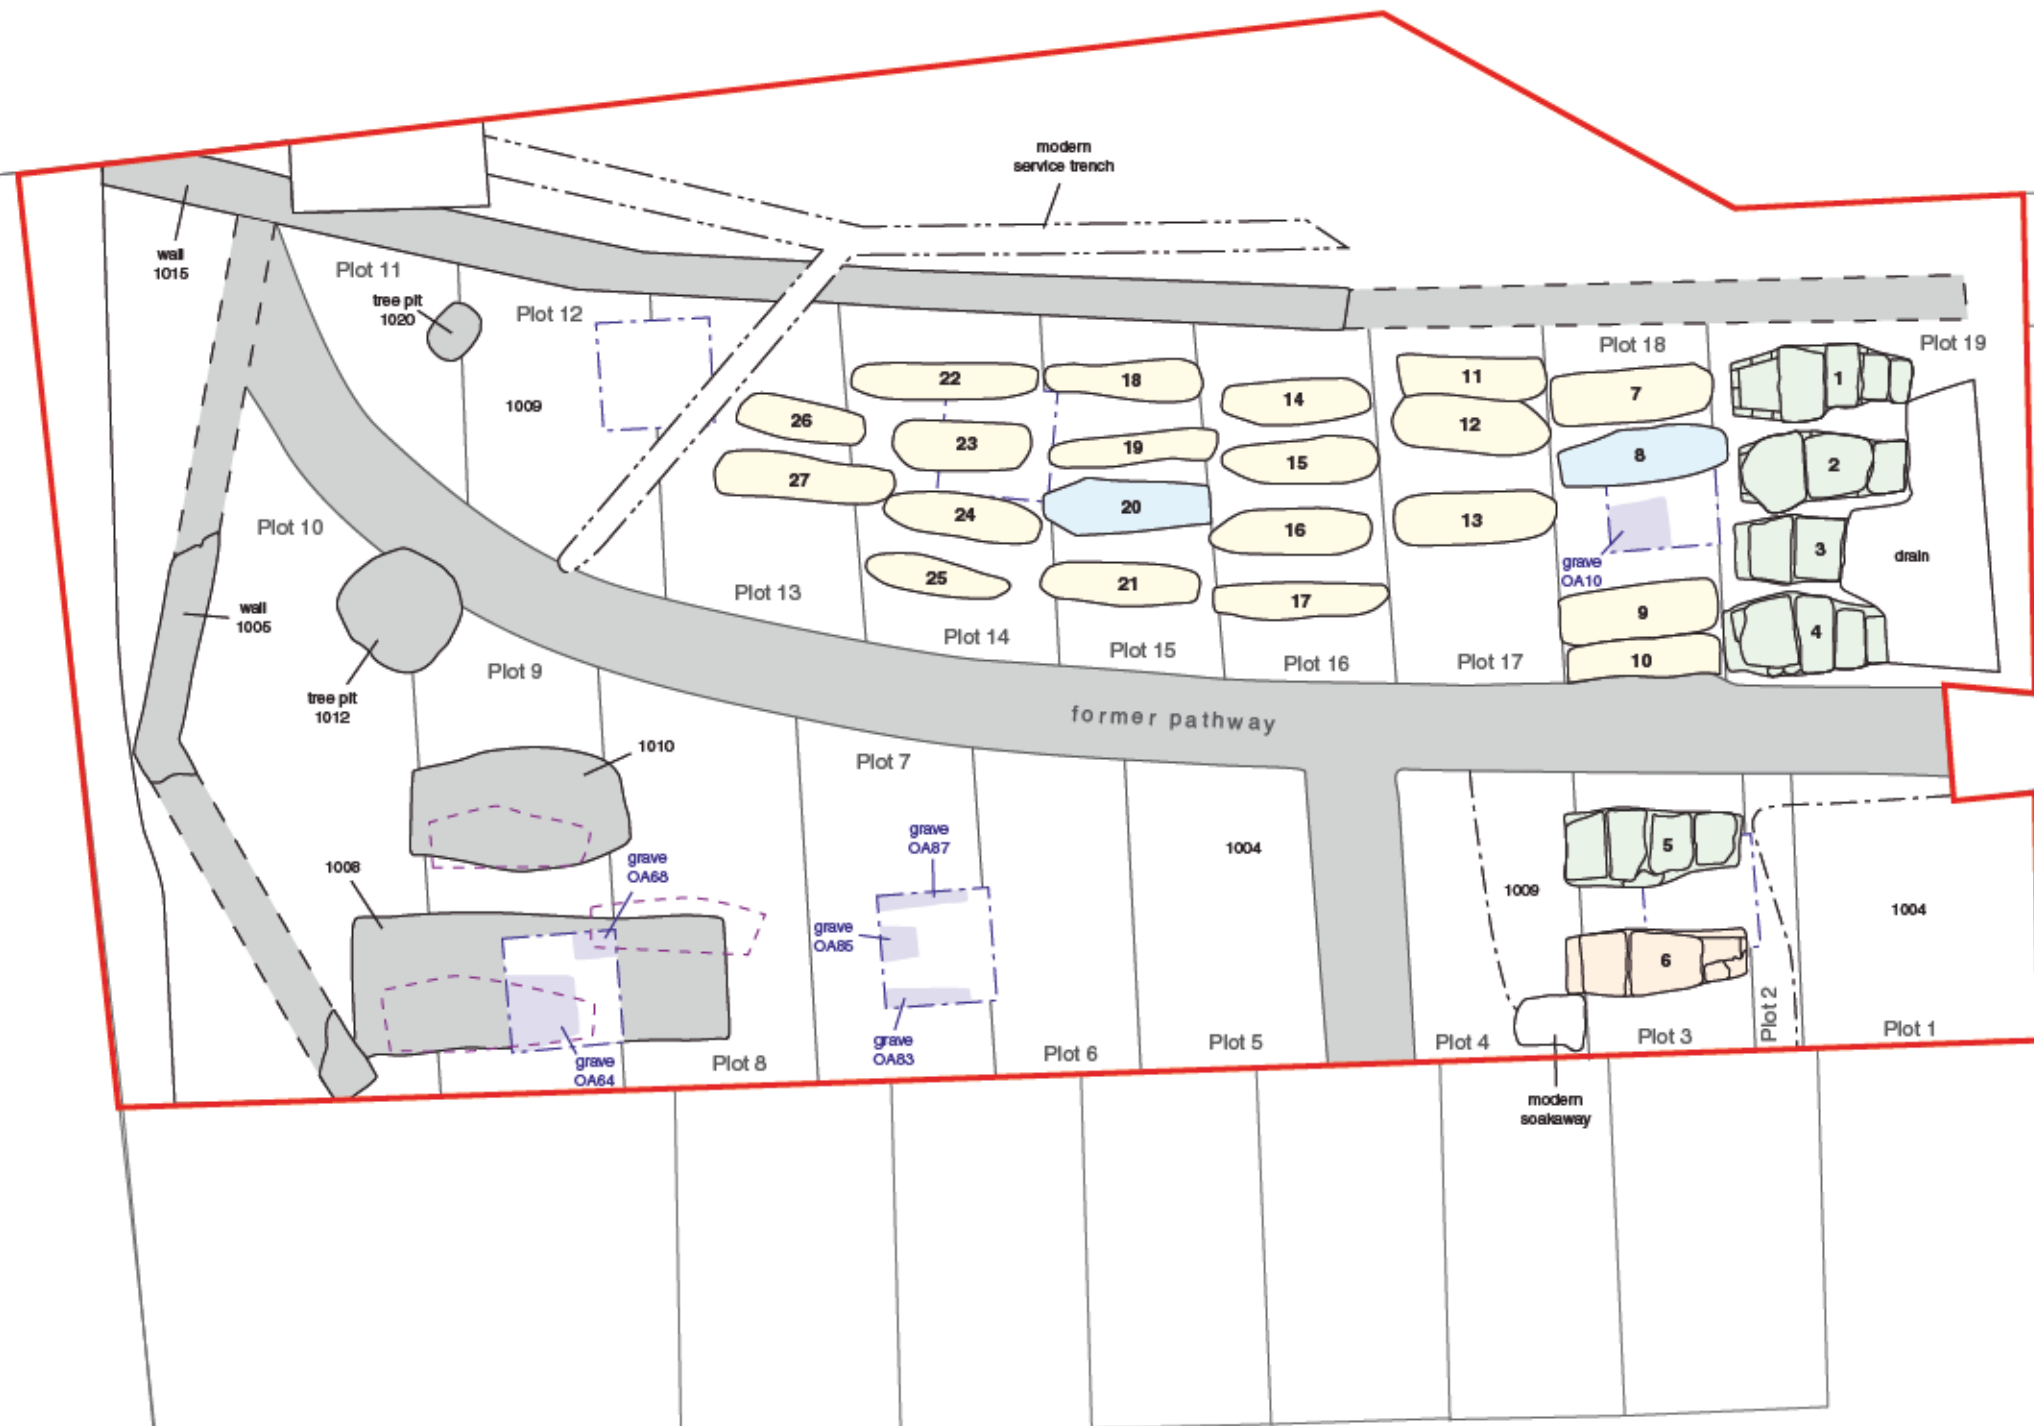 modern
service trench
wall
1015
Plot 11
tree pit
1020
Plot 12
1009
Plot 18
Plot 19
22
18
14
11
7
1
26
23
19
15
12
8
2
27
24
20
16
13
3
grave
OA10
drain
25
21
17
9
10
4
Plot 10
Plot 13
Plot 14
Plot 15
Plot 16
Plot 17
wall
1005
tree pit
1012
Plot 9
former pathway
1010
Plot 7
1008
grave
OA68
grave
OA87
grave
OA85
grave
OA83
grave
OA64
Plot 8
Plot 6
Plot 5
1004
1009
5
6
1004
Plot 4
Plot 3
Plot 2
Plot 1
modern
soakaway